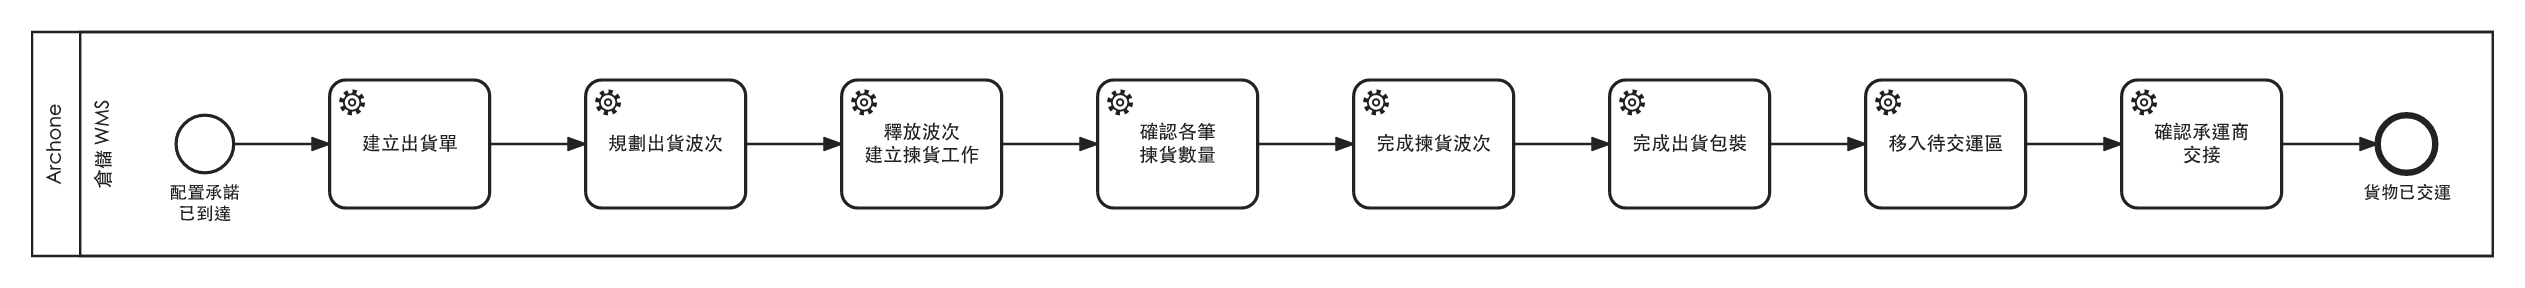 Archone
倉儲 WMS
配置承諾
已到達
建立出貨單
規劃出貨波次
釋放波次
建立揀貨工作
確認各筆
揀貨數量
完成揀貨波次
完成出貨包裝
移入待交運區
確認承運商
交接
貨物已交運